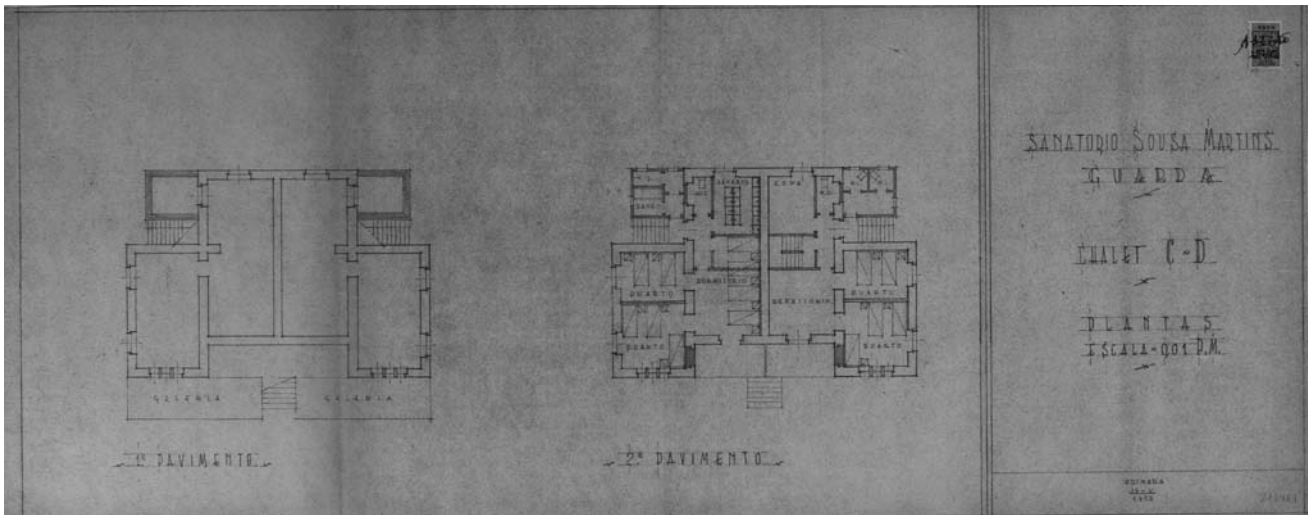 GALERIA
GALERIA
1º PAVIMENTO
BANHO
COPA
QUARTO
DORMITORIO
QUARTO
QUARTO
DORMITORIO
QUARTO
2º PAVIMENTO
SANATORIO SOUSA MARTINS
GUARDA
CHALET C-D
PLANTAS
ESCALA-0,01 P.M.